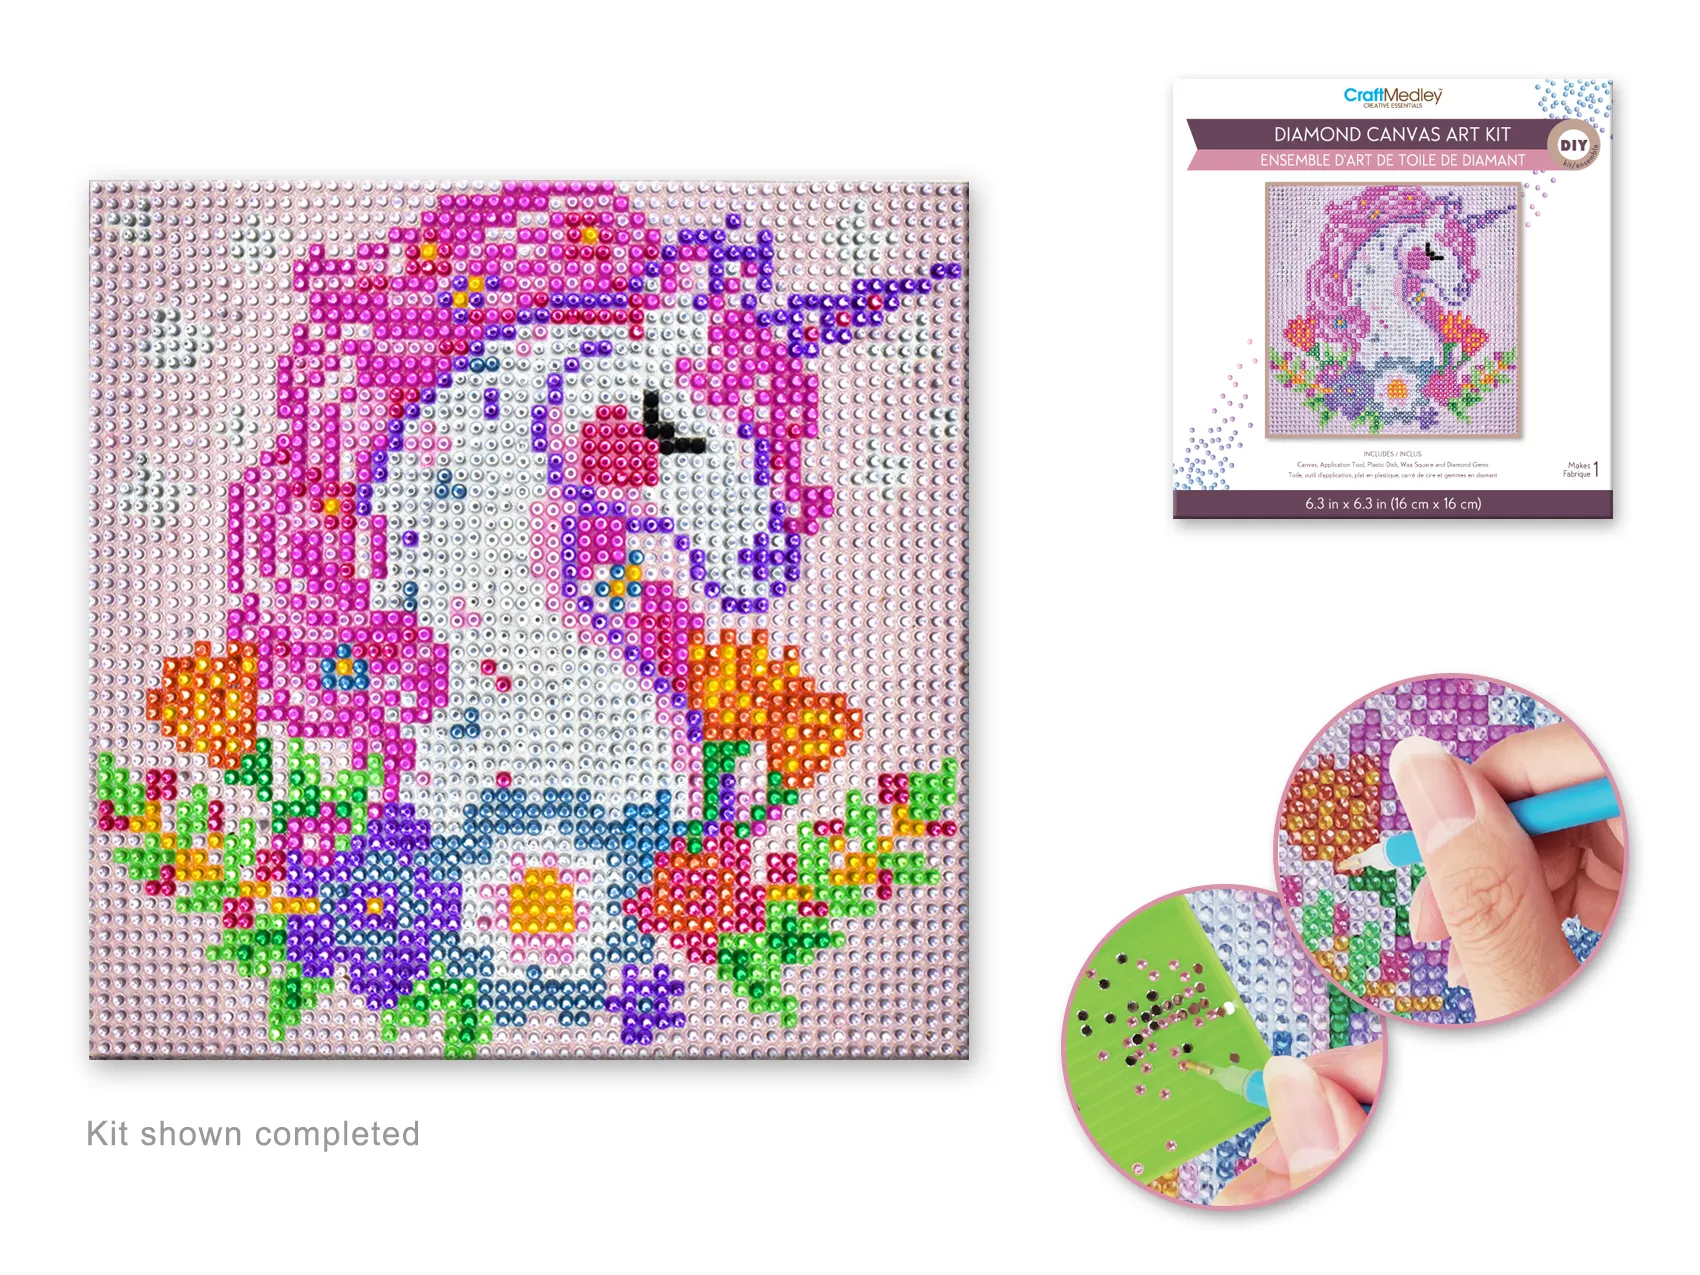 CraftMedley
CREATIVE ESSENTIALS
DIAMOND CANVAS ART KIT
ENSEMBLE D'ART DE TOILE DE DIAMANT
DIY
kit/ensemble
INCLUDES / INCLUS
Canvas, Application Tool, Plastic Dish, Wax Square and Diamond Gems
Toile, outil d'application, plat en plastique, carré de cire et gemmes en diamant
Makes
Fabrique 1
6.3 in x 6.3 in (16 cm x 16 cm)
Kit shown completed